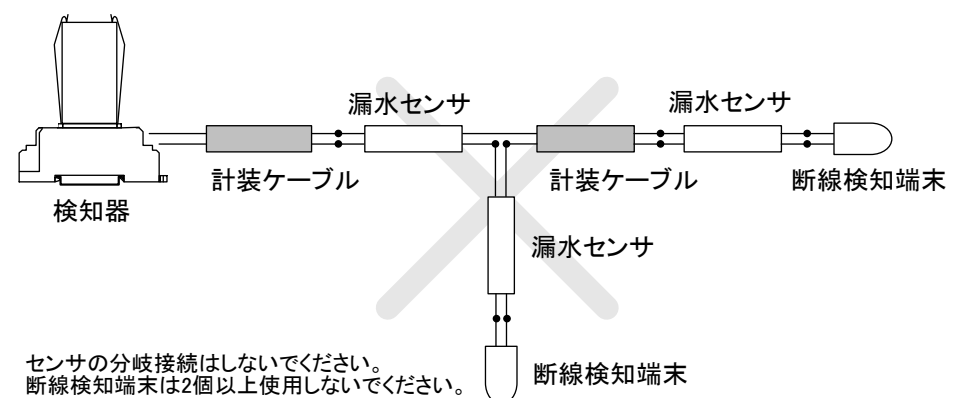 漏水センサ
漏水センサ
計装ケーブル
計装ケーブル
断線検知端末
検知器
漏水センサ
センサの分岐接続はしないでください。
断線検知端末は2個以上使用しないでください。
断線検知端末